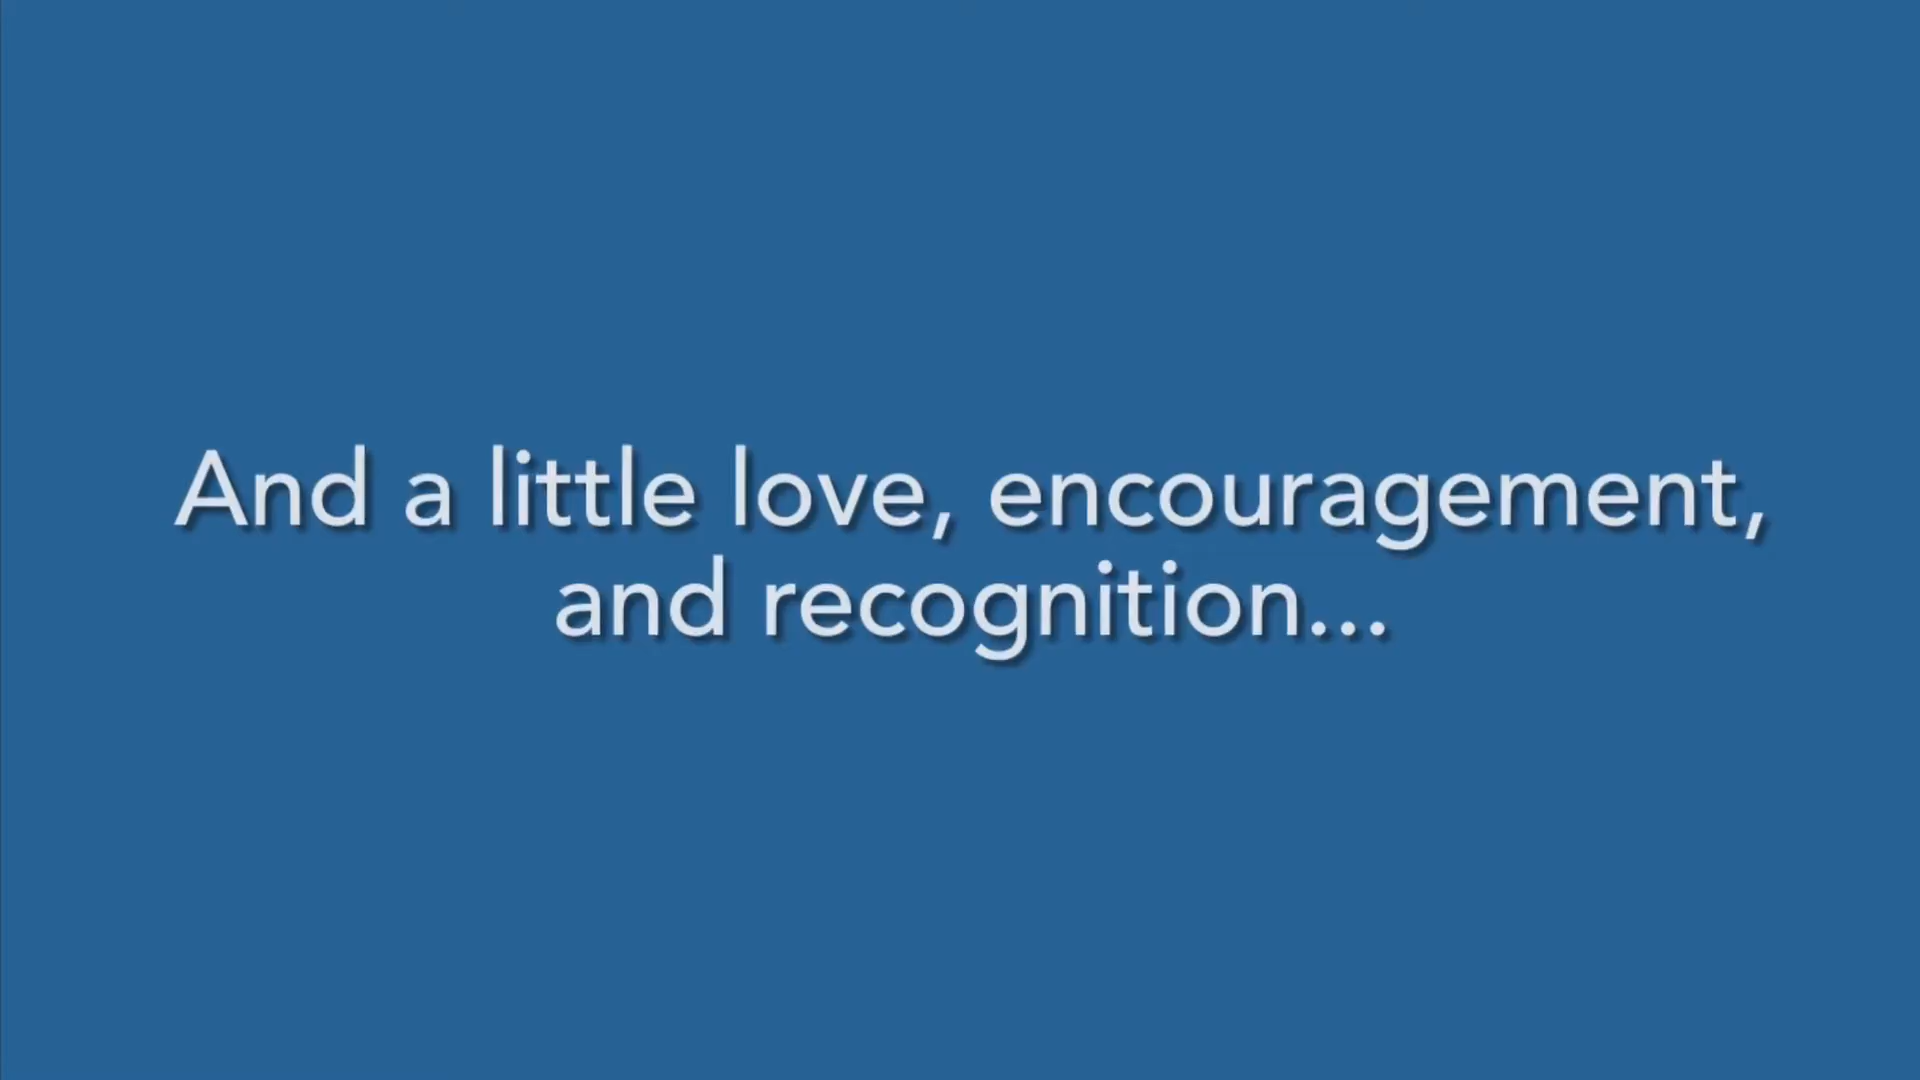 And a little love, encouragement,
and recognition...